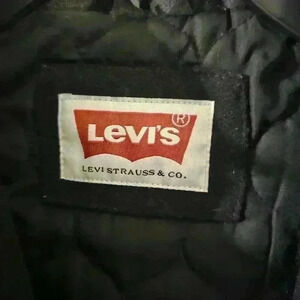 LEVI'S ®
LEVI STRAUSS & CO.